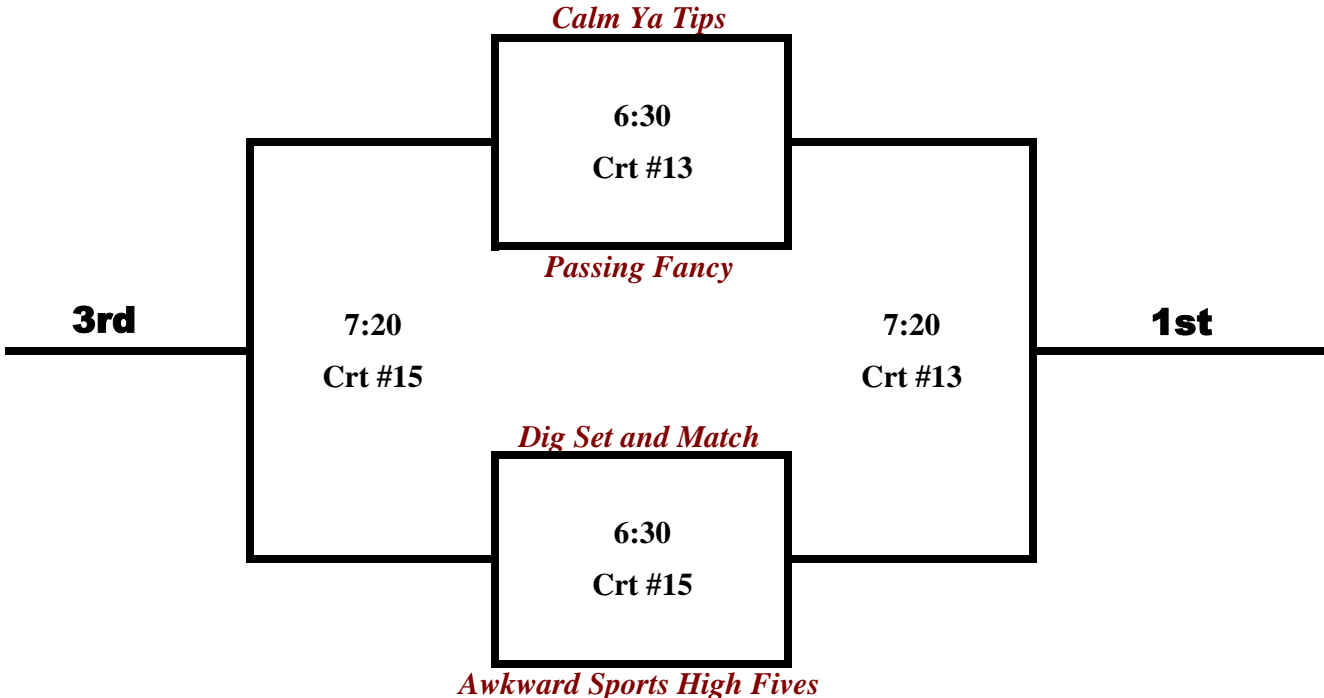 Calm Ya Tips
6:30
Crt #13
Passing Fancy
3rd
7:20
Crt #15
7:20
Crt #13
1st
Dig Set and Match
6:30
Crt #15
Awkward Sports High Fives